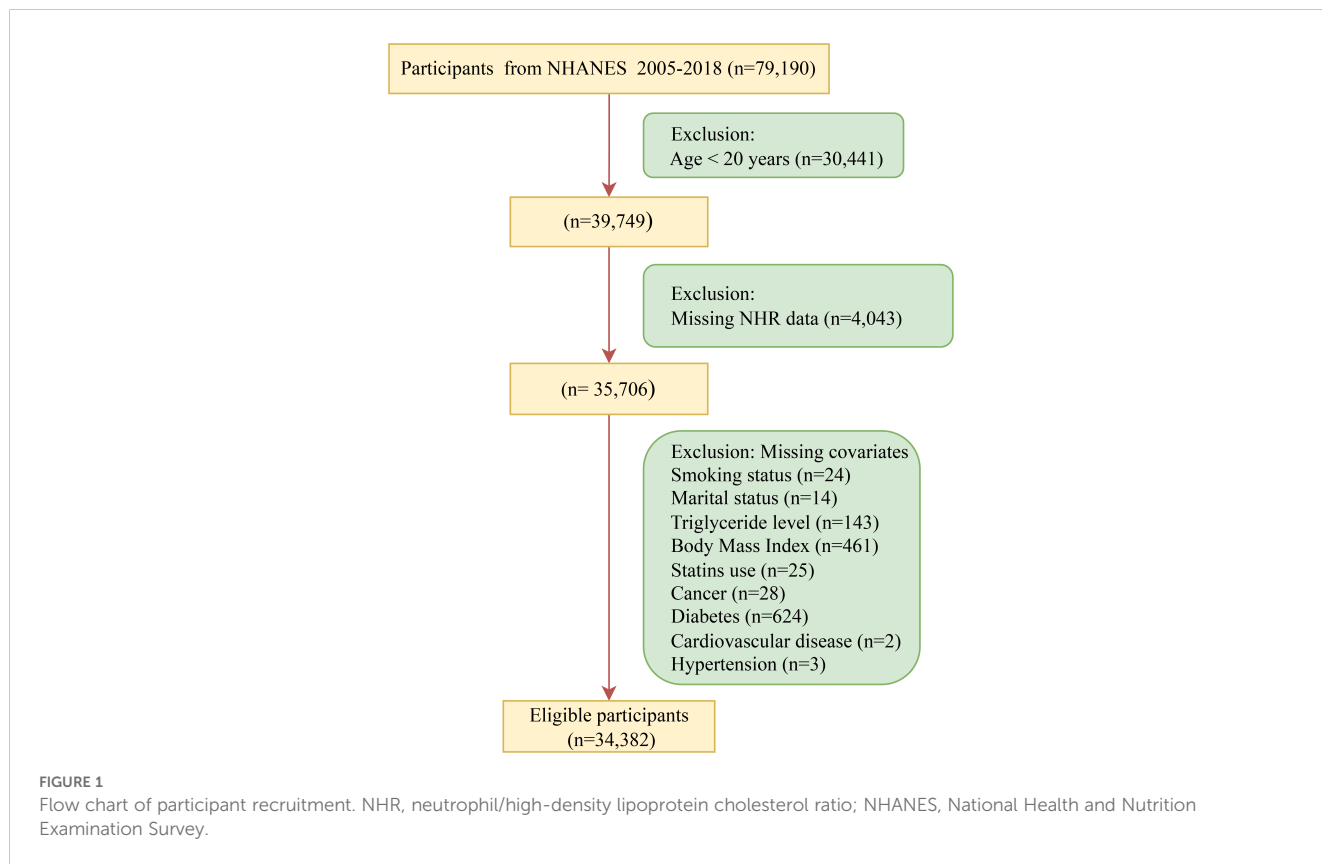 Participants from NHANES 2005-2018 (n=79,190)
Exclusion:
Age < 20 years (n=30,441)
(n=39,749)
Exclusion:
Missing NHR data (n=4,043)
(n= 35,706)
Exclusion: Missing covariates
Smoking status (n=24)
Marital status (n=14)
Triglyceride level (n=143)
Body Mass Index (n=461)
Statins use (n=25)
Cancer (n=28)
Diabetes (n=624)
Cardiovascular disease (n=2)
Hypertension (n=3)
Eligible participants
(n=34,382)
FIGURE 1
Flow chart of participant recruitment. NHR, neutrophil/high-density lipoprotein cholesterol ratio; NHANES, National Health and Nutrition
Examination Survey.